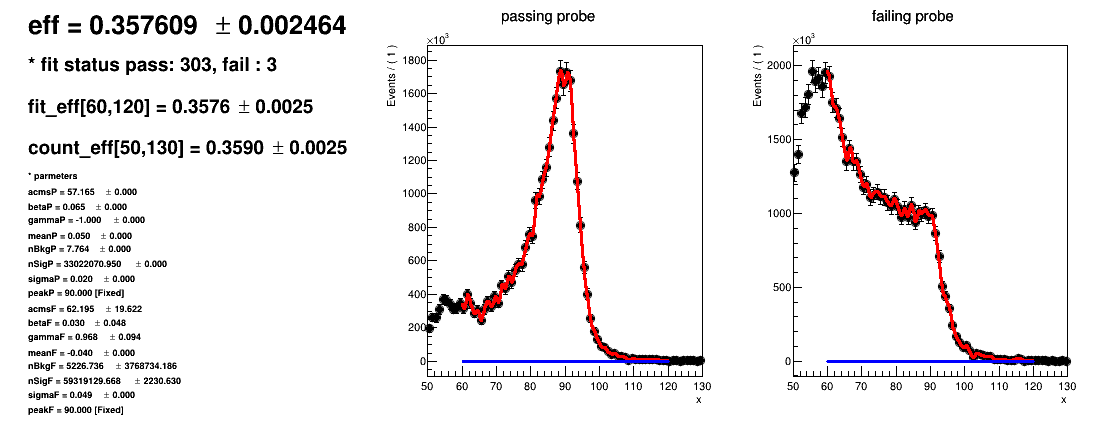 eff = 0.357609 ± 0.002464
* fit status pass: 303, fail : 3
fit_eff[60,120] = 0.3576 ± 0.0025
count_eff[50,130] = 0.3590 ± 0.0025
* parmeters
acmsP = 57.165 ± 0.000
betaP = 0.065 ± 0.000
gammaP = -1.000 ± 0.000
meanP = 0.050 ± 0.000
nBkgP = 7.764 ± 0.000
nSigP = 33022070.950 ± 0.000
sigmaP = 0.020 ± 0.000
peakP = 90.000 [Fixed]
acmsF = 62.195 ± 19.622
betaF = 0.030 ± 0.048
gammaF = 0.968 ± 0.094
meanF = -0.040 ± 0.000
nBkgF = 5226.736 ± 3768734.186
nSigF = 59319129.668 ± 2230.630
sigmaF = 0.049 ± 0.000
peakF = 90.000 [Fixed]
passing probe
×10³
Events / ( 1 )
1800
1600
1400
1200
1000
800
600
400
200
0
50 60 70 80 90 100 110 120 130
x
failing probe
×10³
Events / ( 1 )
2000
1500
1000
500
0
50 60 70 80 90 100 110 120 130
x